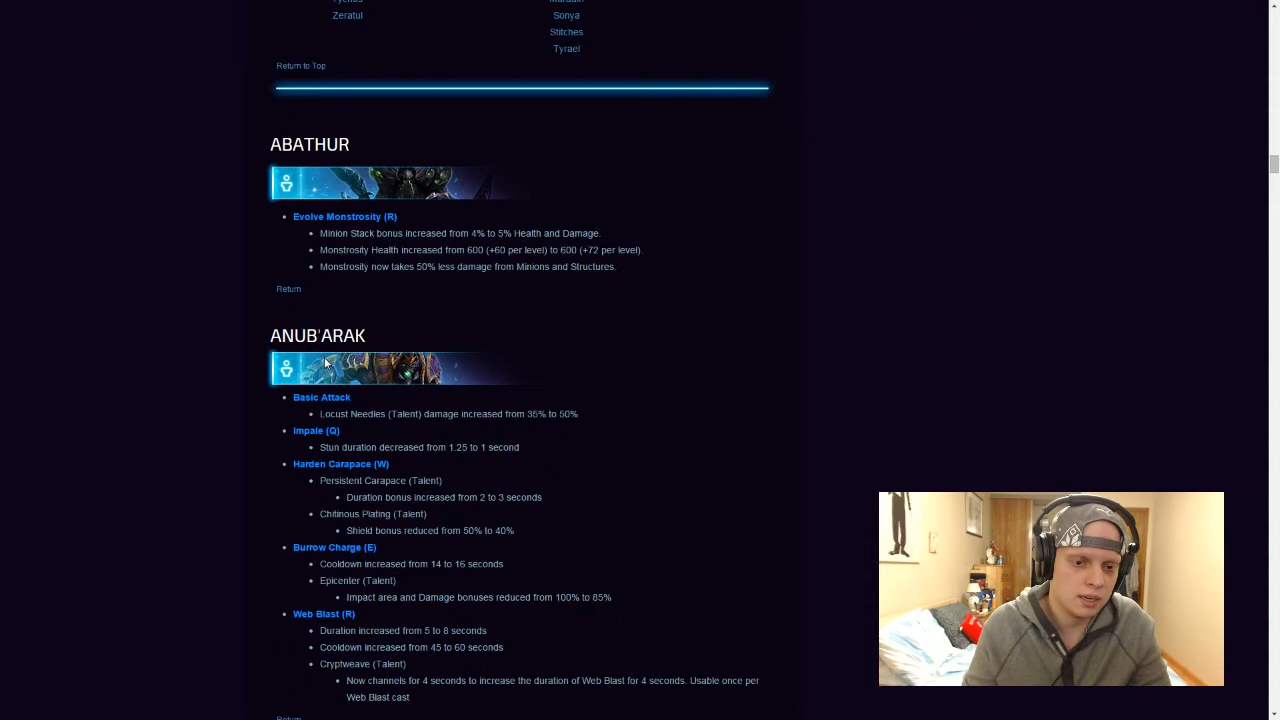 Tychus
Muradin
Zeratul
Sonya
Stitches
Tyrael
Return to Top
ABATHUR
Evolve Monstrosity (R)
Minion Stack bonus increased from 4% to 5% Health and Damage.
Monstrosity Health increased from 600 (+60 per level) to 600 (+72 per level).
Monstrosity now takes 50% less damage from Minions and Structures.
Return
ANUB'ARAK
Basic Attack
Locust Needles (Talent) damage increased from 35% to 50%
Impale (Q)
Stun duration decreased from 1.25 to 1 second
Harden Carapace (W)
Persistent Carapace (Talent)
Duration bonus increased from 2 to 3 seconds
Chitinous Plating (Talent)
Shield bonus reduced from 50% to 40%
Burrow Charge (E)
Cooldown increased from 14 to 16 seconds
Epicenter (Talent)
Impact area and Damage bonuses reduced from 100% to 85%
Web Blast (R)
Duration increased from 5 to 8 seconds
Cooldown increased from 45 to 60 seconds
Cryptweave (Talent)
Now channels for 4 seconds to increase the duration of Web Blast for 4 seconds. Usable once per
Web Blast cast
Return